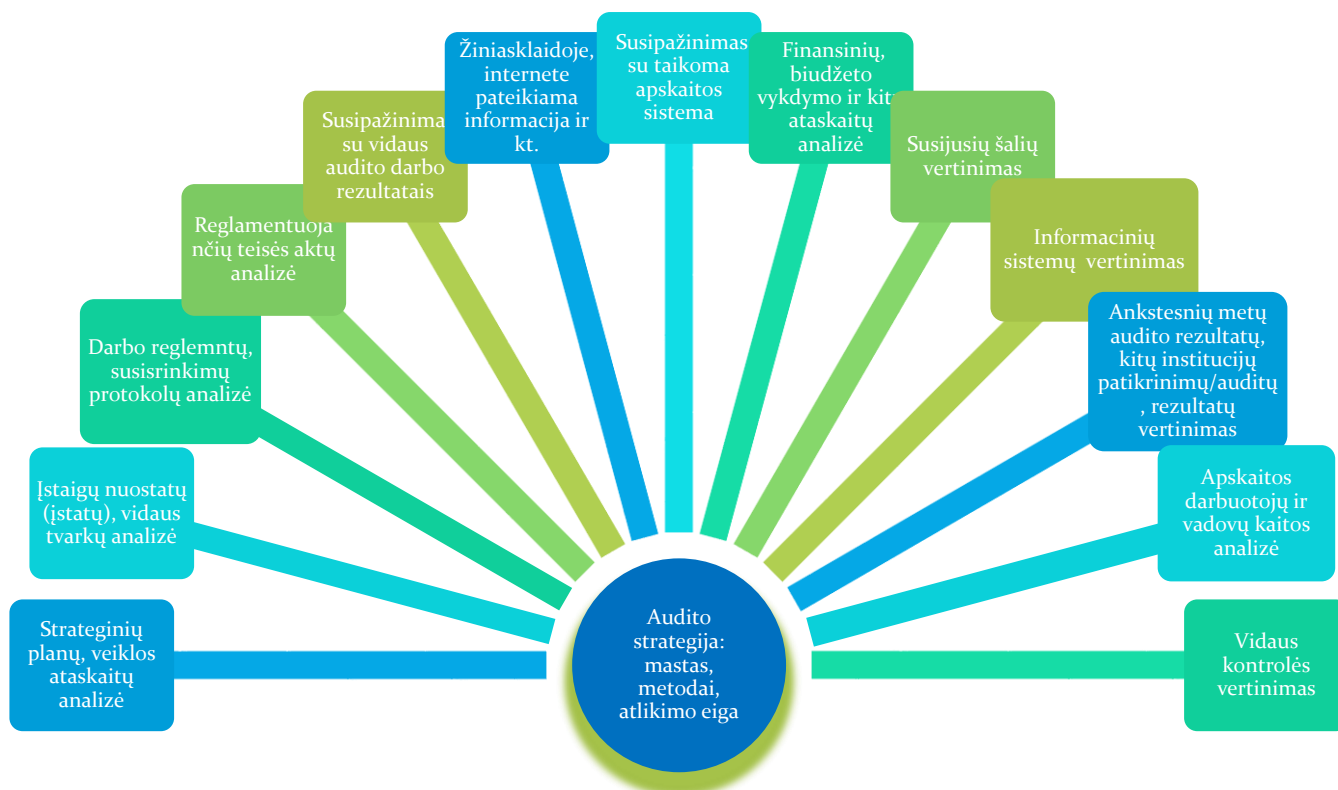 Strateginių
planų, veiklos
ataskaitų
analizė
Įstaigų nuostatų
(įstatų), vidaus
tvarkų analizė
Darbo reglemntų,
susisrinkimų
protokolų analizė
Reglamentuoja
nčių teisės aktų
analizė
Susipažinima
su vidaus
audito darbo
rezultatais
Žiniasklaidoje,
internete
pateikiama
informacija ir
kt.
Susipažinimas
su taikoma
apskaitos
sistema
Finansinių,
biudžeto
vykdymo ir kitų
ataskaitų
analizė
Susijusių šalių
vertinimas
Informacinių
sistemų vertinimas
Ankstesnių metų
audito rezultatų,
kitų institucijų
patikrinimų/auditų
, rezultatų
vertinimas
Apskaitos
darbuotojų ir
vadovų kaitos
analizė
Vidaus
kontrolės
vertinimas
Audito
strategija:
mastas,
metodai,
atlikimo eiga